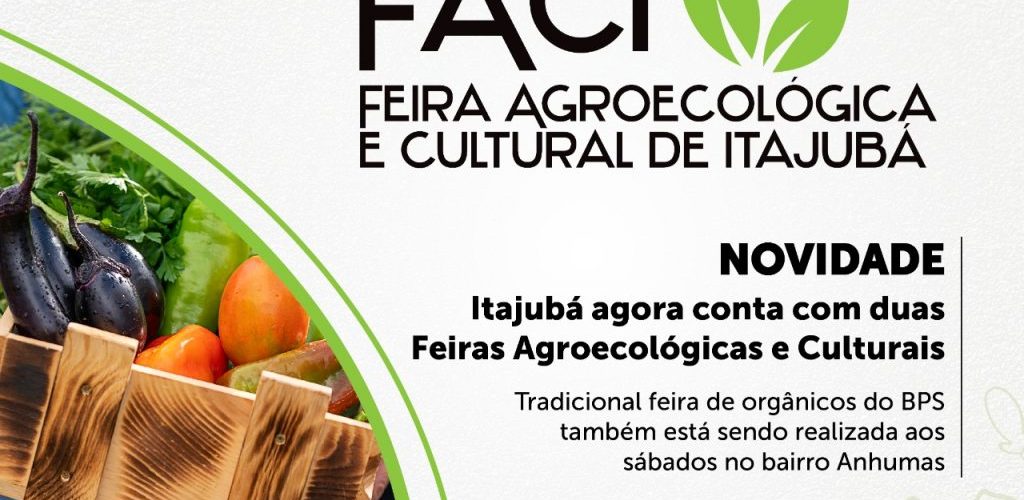 FACI
FEIRA AGROECOLÓGICA
E CULTURAL DE ITAJUBÁ
NOVIDADE
Itajubá agora conta com duas
Feiras Agroecológicas e Culturais
Tradicional feira de orgânicos do BPS
também está sendo realizada aos
sábados no bairro Anhumas